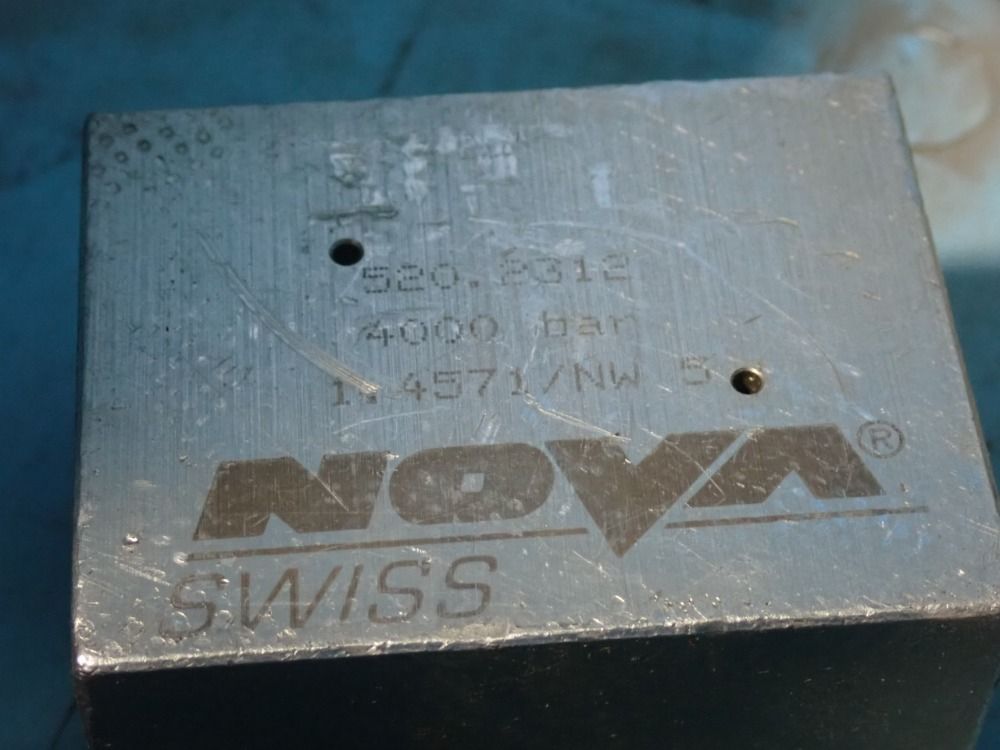 520.2312
4000 bar
1.4571/NW 5
NOVA®
SWISS